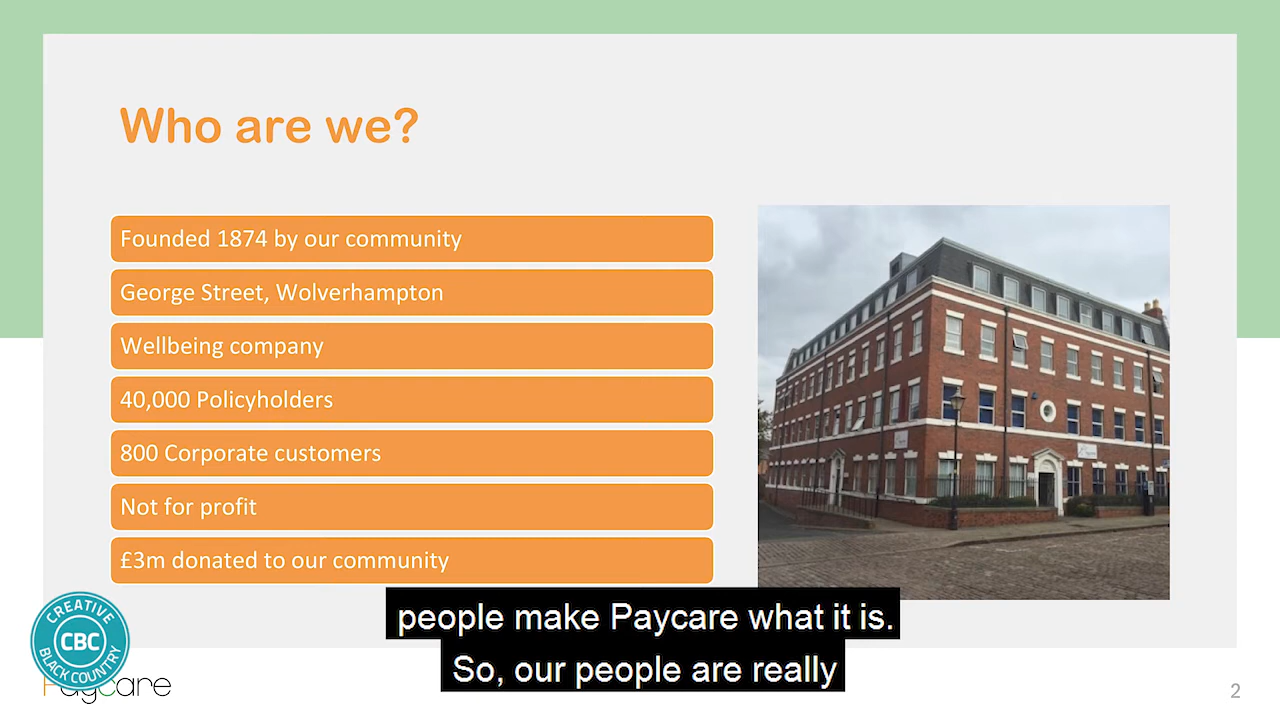 Who are we?
Founded 1874 by our community
George Street, Wolverhampton
Wellbeing company
40,000 Policyholders
800 Corporate customers
Not for profit
£3m donated to our community
people make Paycare what it is.
So, our people are really
CREATIVE
CBC
BLACK COUNTRY
Paycare
2